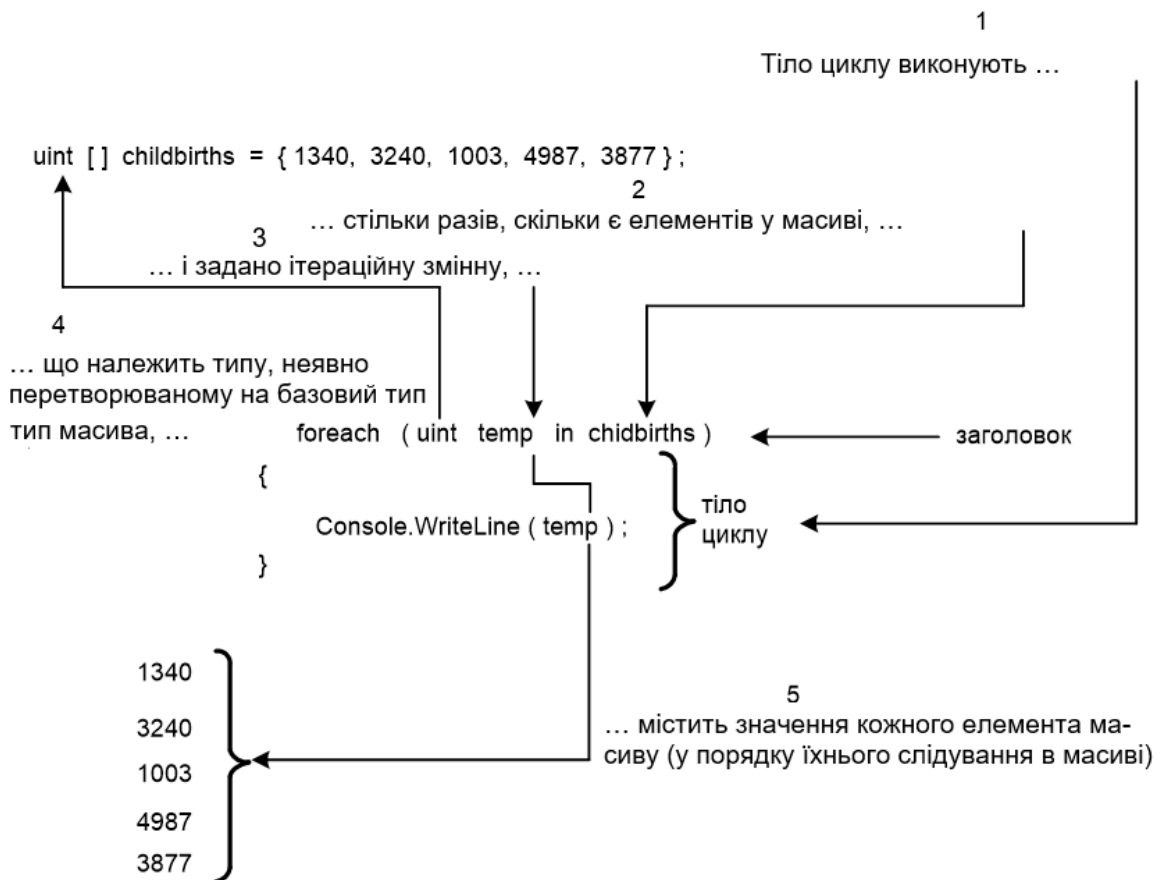 1
Тіло циклу виконують …
uint [ ] childbirths = { 1340, 3240, 1003, 4987, 3877 } ;
2
… стільки разів, скільки є елементів у масиві, …
3
… і задано ітераційну змінну, …
4
… що належить типу, неявно
перетворюваному на базовий тип
тип масива, …
foreach ( uint temp in chidbirths )
заголовок
{
Console.WriteLine ( temp ) ;
}
тіло
циклу
1340
3240
1003
4987
3877
5
… містить значення кожного елемента ма-
сиву (у порядку їхнього слідування в масиві)